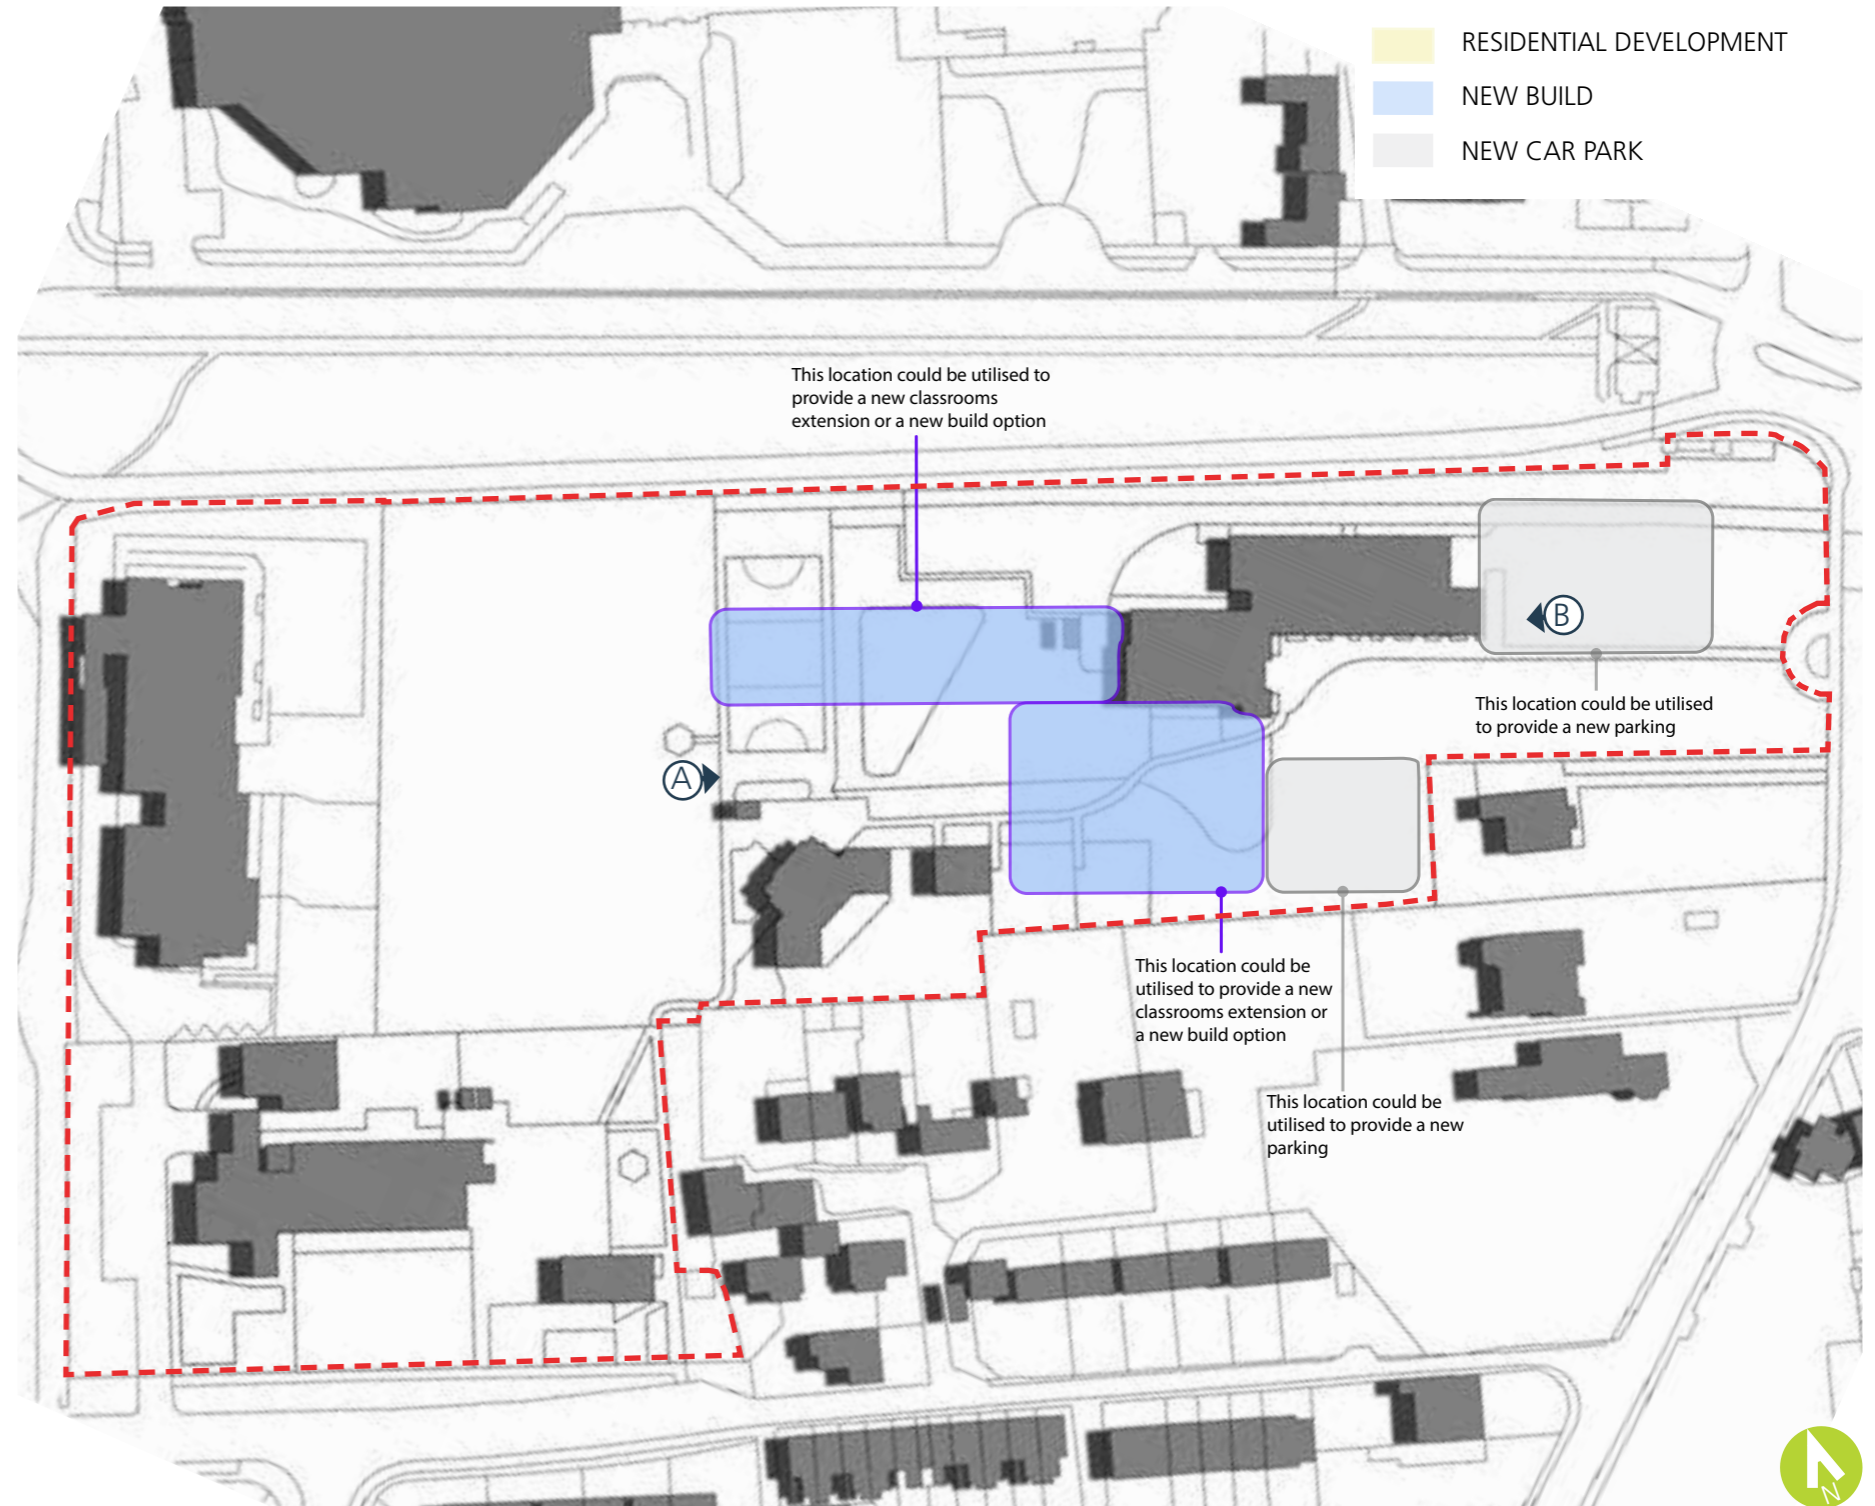 RESIDENTIAL DEVELOPMENT
NEW BUILD
NEW CAR PARK
This location could be utilised to
provide a new classrooms
extension or a new build option
B
This location could be utilised
to provide a new parking
A
This location could be
utilised to provide a new
classrooms extension or
a new build option
This location could be
utilised to provide a new
parking
N